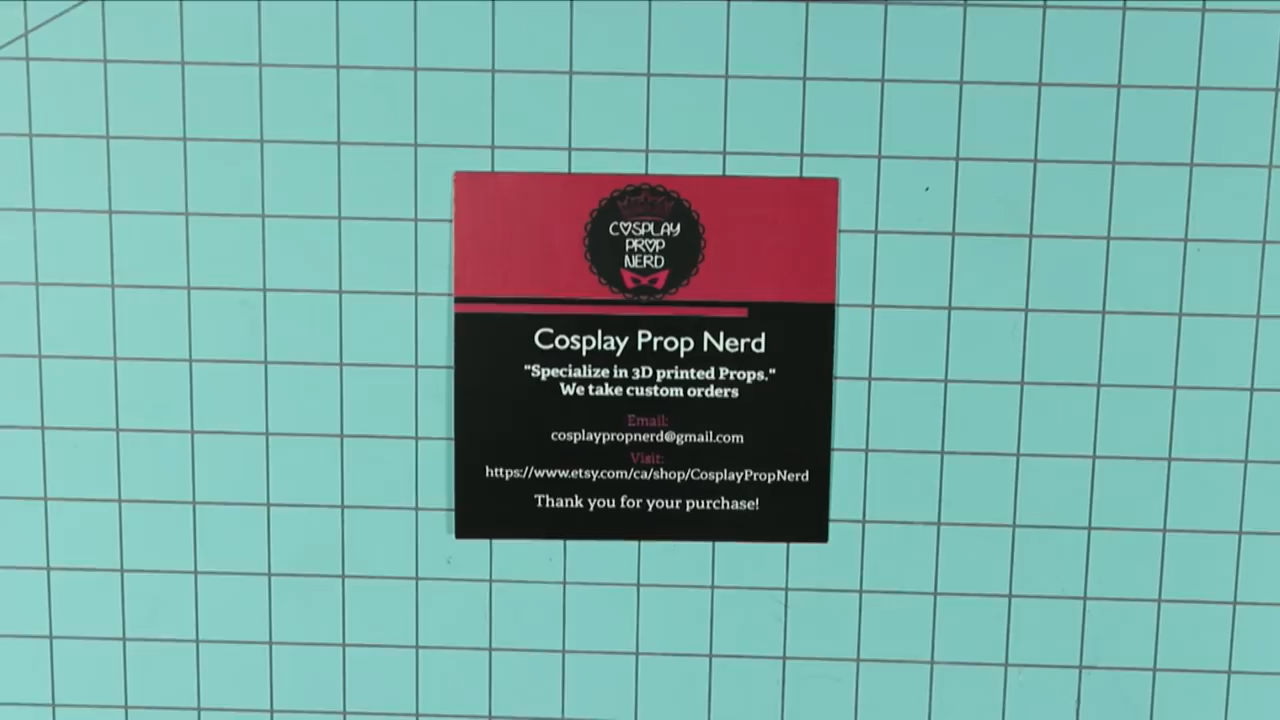 COSPLAY
PROP
NERD
Cosplay Prop Nerd
"Specialize in 3D printed Props."
We take custom orders
Email:
cosplaypropnerd@gmail.com
Visit:
https://www.etsy.com/ca/shop/CosplayPropNerd
Thank you for your purchase!